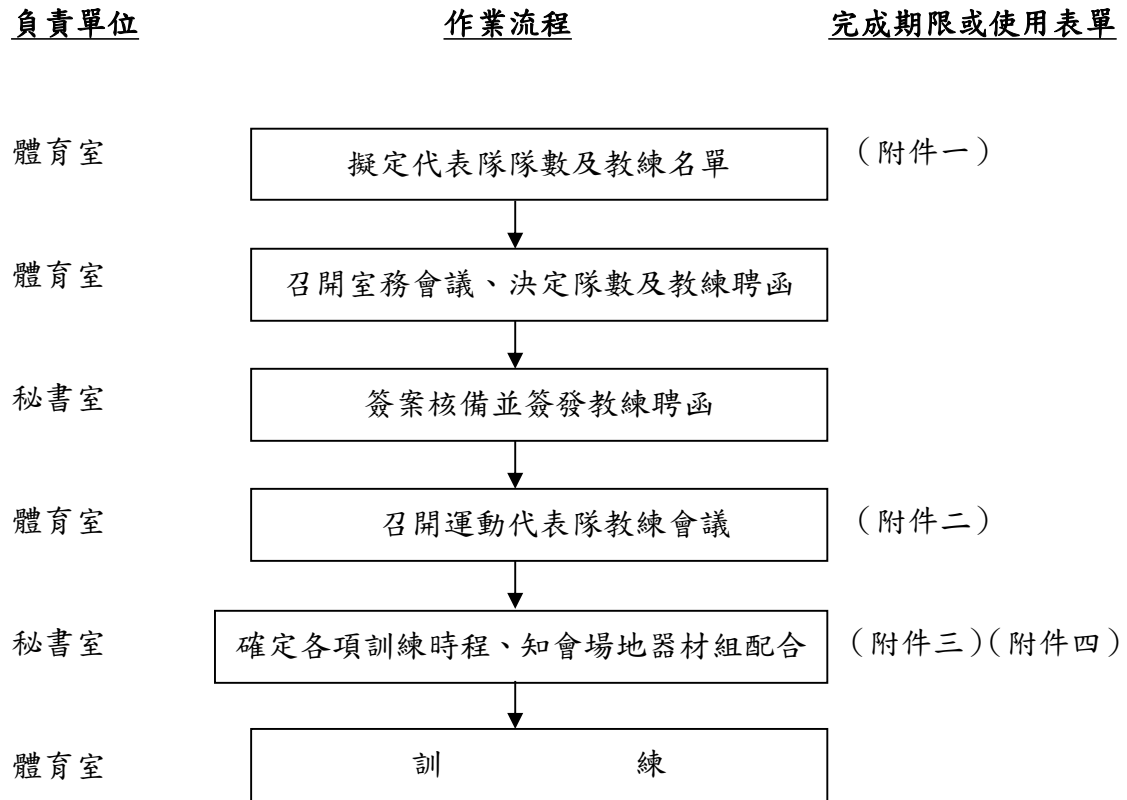 負責單位 作業流程 完成期限或使用表單
體育室 擬定代表隊隊數及教練名單 (附件一)
體育室 召開室務會議、決定隊數及教練聘函
秘書室 簽案核備並簽發教練聘函
體育室 召開運動代表隊教練會議 (附件二)
秘書室 確定各項訓練時程、知會場地器材組配合 (附件三)(附件四)
體育室 訓 練